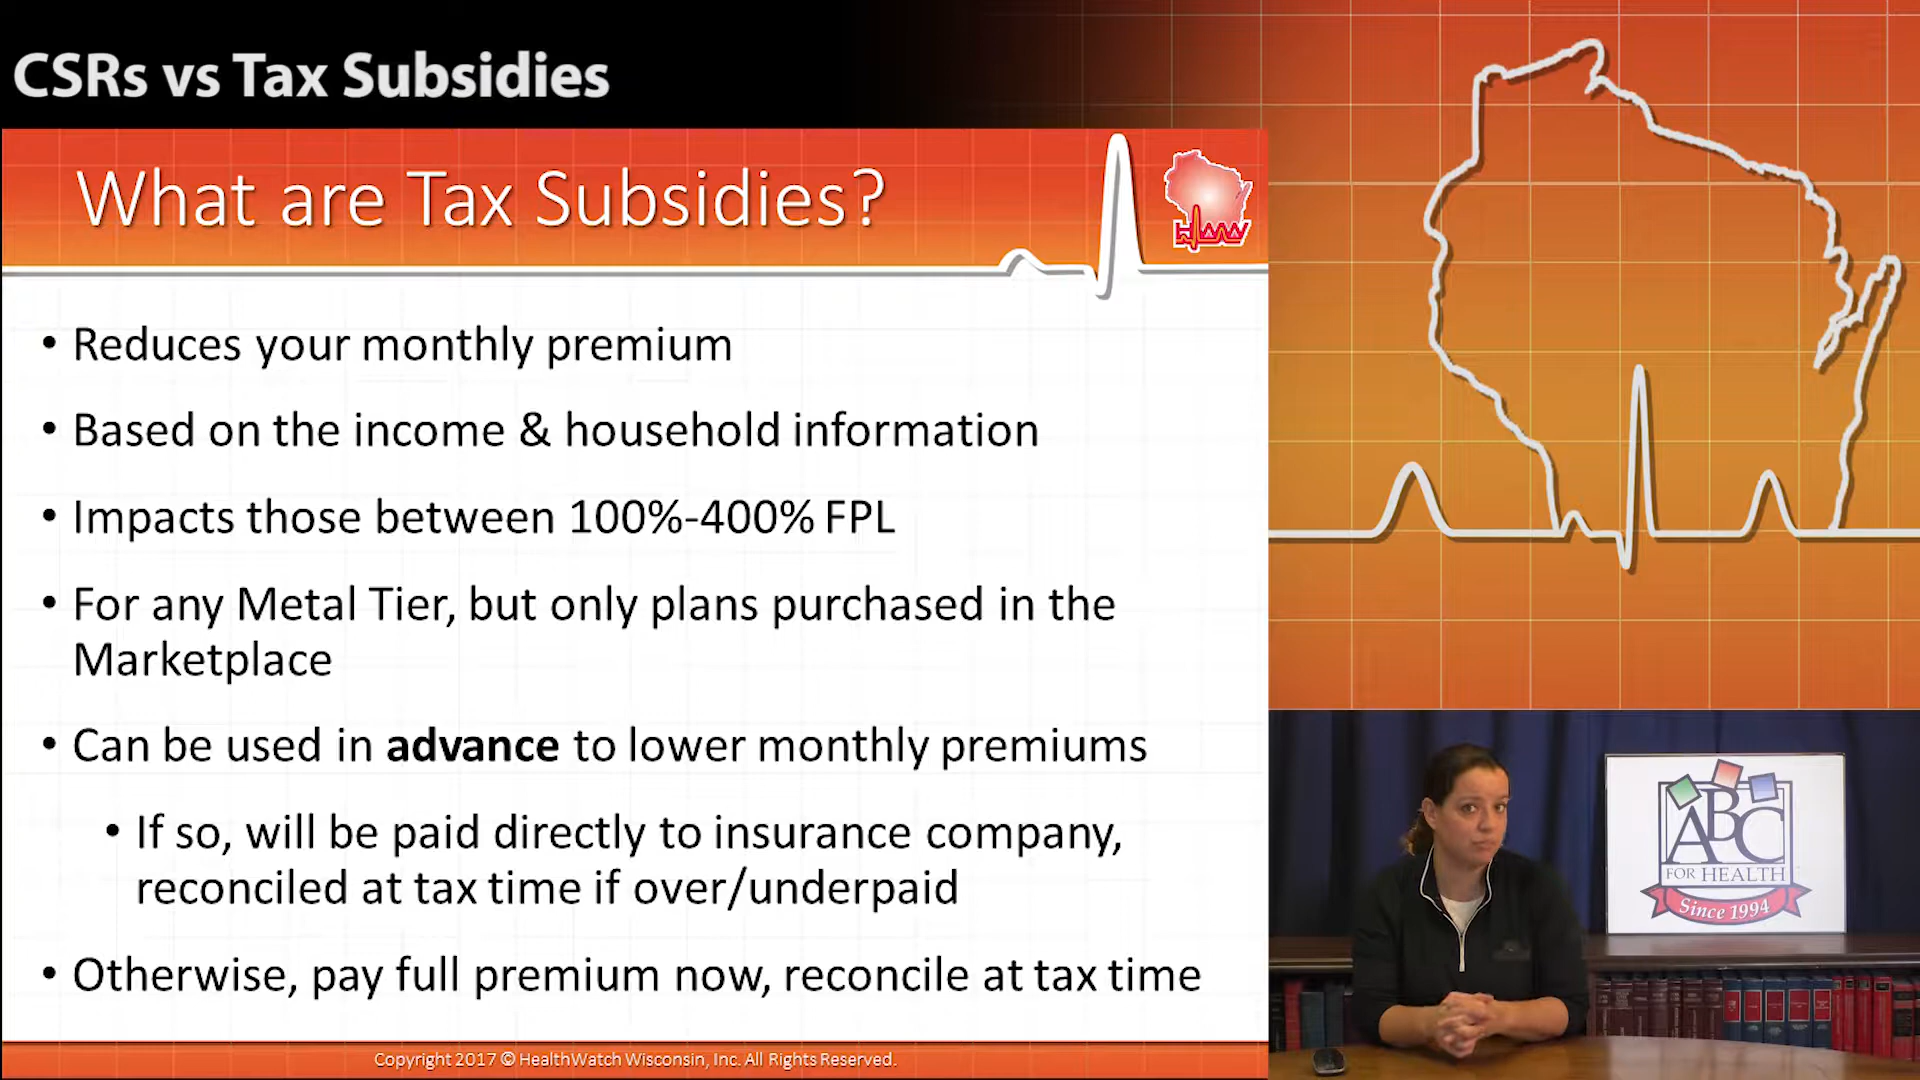 CSRs vs Tax Subsidies
What are Tax Subsidies?
HWW
• Reduces your monthly premium
• Based on the income & household information
• Impacts those between 100%-400% FPL
• For any Metal Tier, but only plans purchased in the
Marketplace
• Can be used in advance to lower monthly premiums
• If so, will be paid directly to insurance company,
reconciled at tax time if over/underpaid
• Otherwise, pay full premium now, reconcile at tax time
Copyright 2017 © HealthWatch Wisconsin, Inc. All Rights Reserved.
ABC
FOR HEALTH
Since 1994